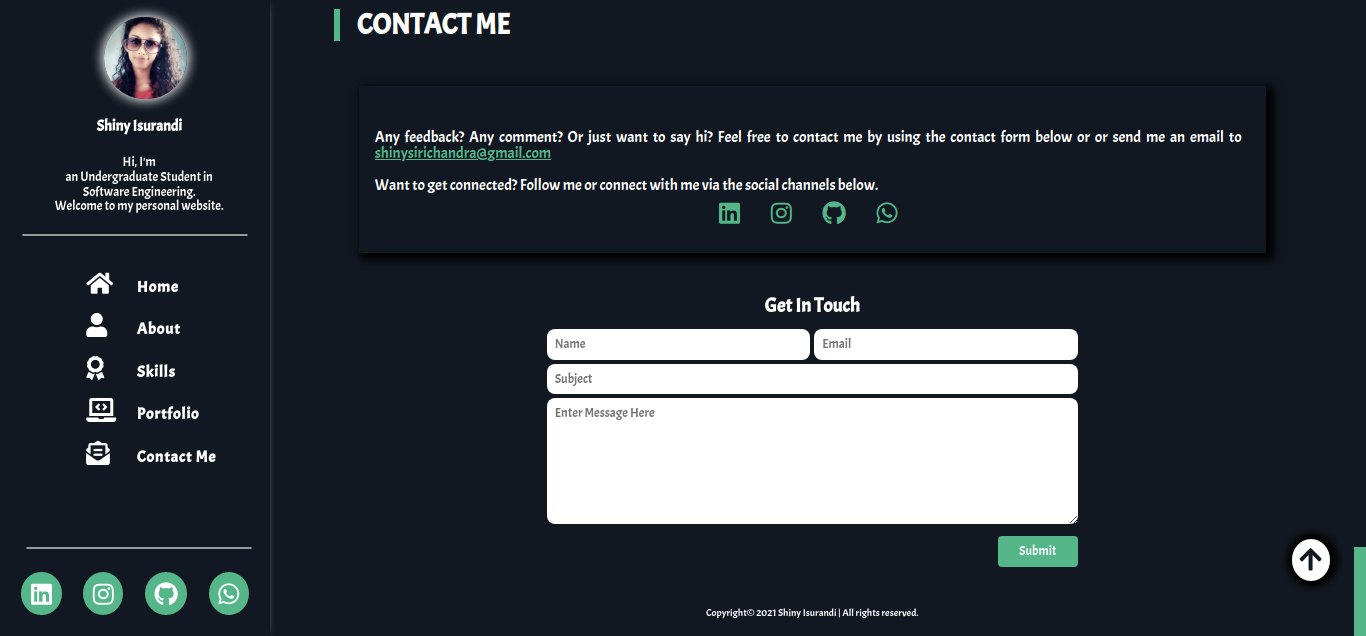 Shiny Isurandi
Hi, I'm
an Undergraduate Student in
Software Engineering.
Welcome to my personal website.
Home
About
Skills
Portfolio
Contact Me
CONTACT ME
Any feedback? Any comment? Or just want to say hi? Feel free to contact me by using the contact form below or or send me an email to
shinysirichandra@gmail.com
Want to get connected? Follow me or connect with me via the social channels below.
Get In Touch
Name
Email
Subject
Enter Message Here
Submit
Copyright© 2021 Shiny Isurandi | All rights reserved.